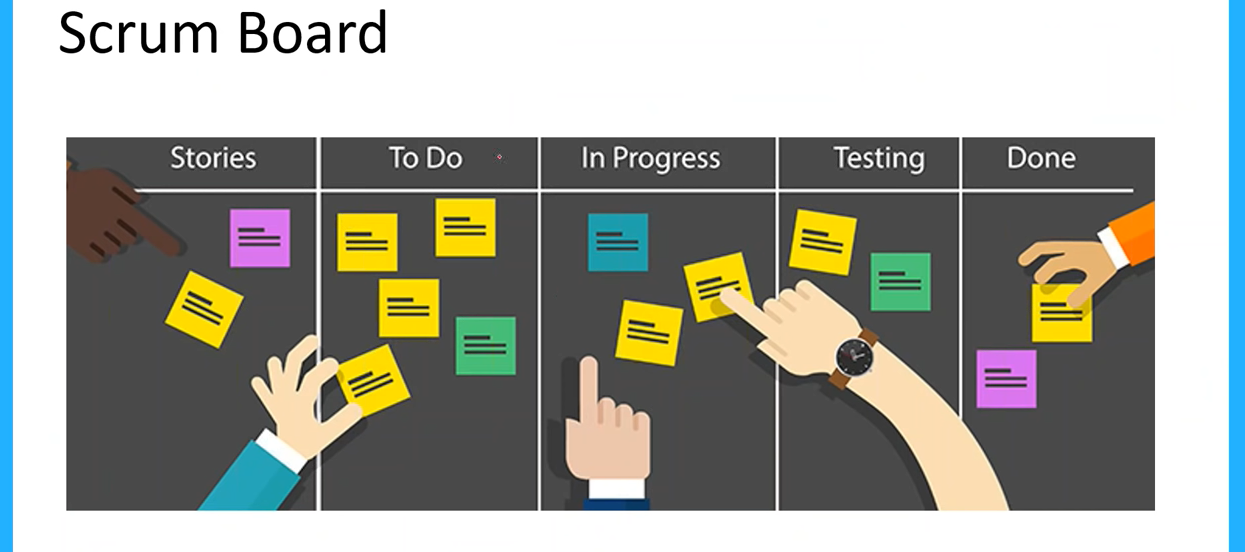 Scrum Board
Stories
To Do
In Progress
Testing
Done